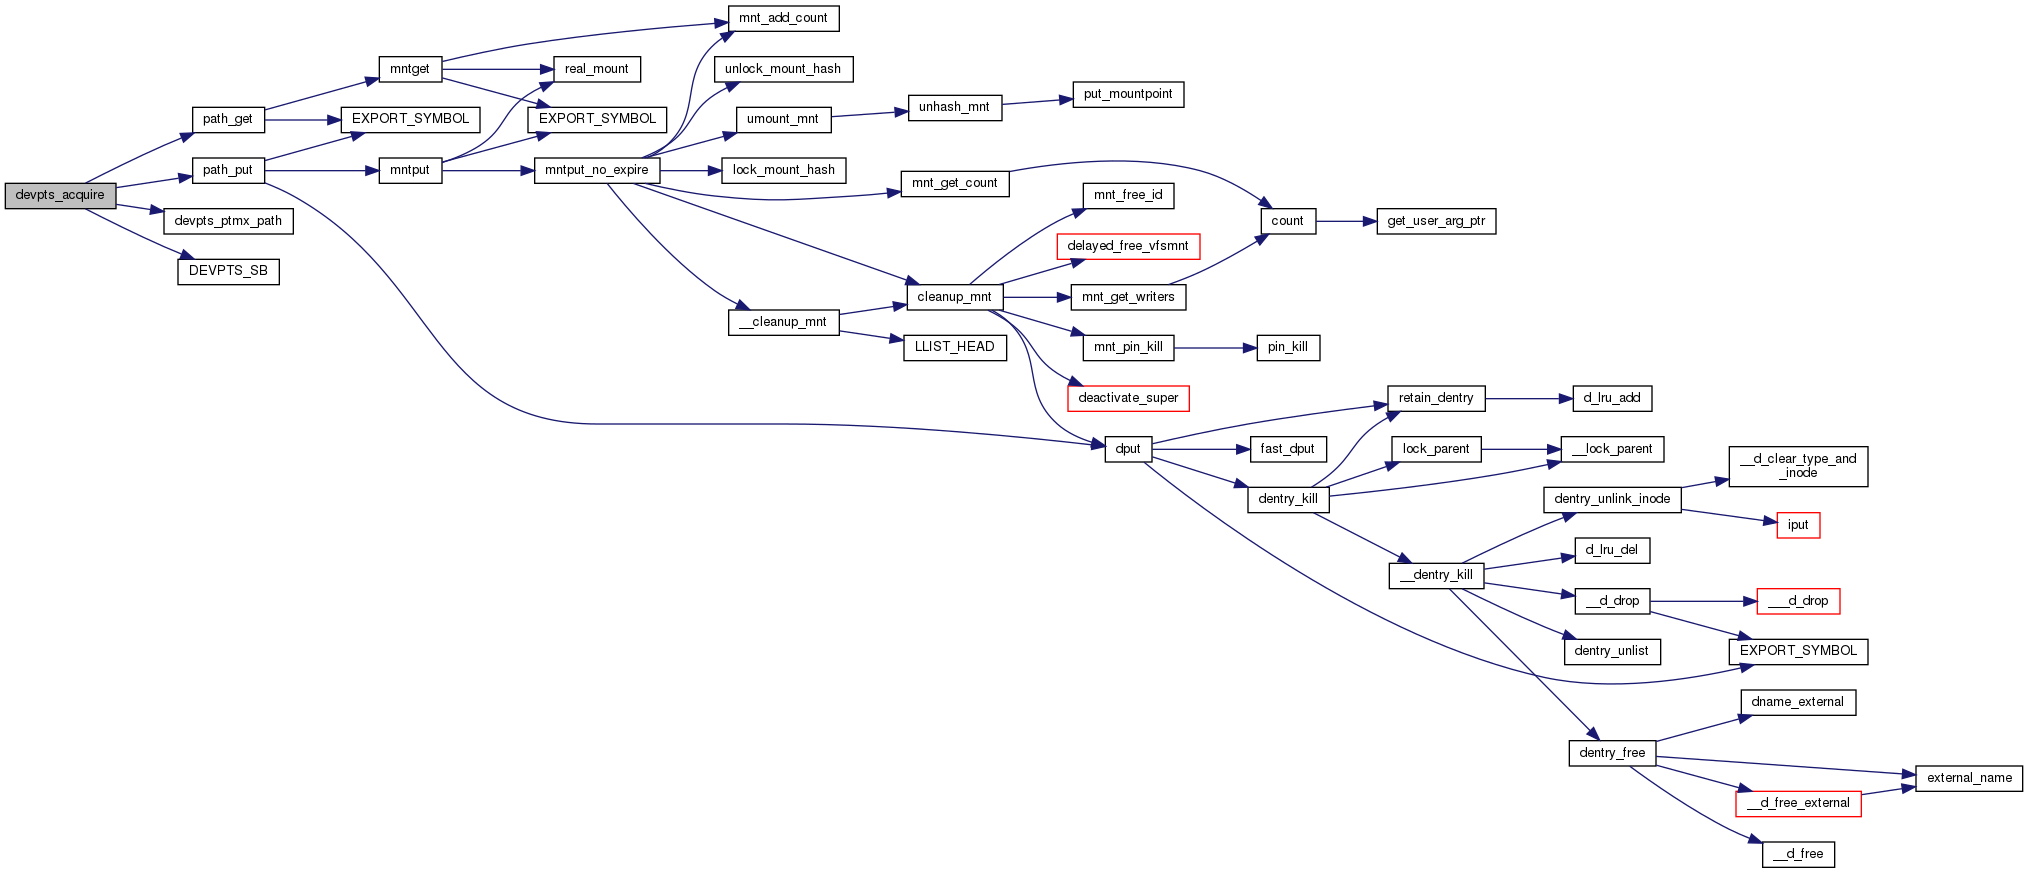 mnt_add_count
mntget
real_mount
unlock_mount_hash
put_mountpoint
unhash_mnt
path_get
EXPORT_SYMBOL
EXPORT_SYMBOL
umount_mnt
path_put
mntput
mntput_no_expire
lock_mount_hash
mnt_get_count
devpts_acquire
mnt_free_id
devpts_ptmx_path
count
get_user_arg_ptr
delayed_free_vfsmnt
DEVPTS_SB
cleanup_mnt
mnt_get_writers
__cleanup_mnt
LLIST_HEAD
mnt_pin_kill
pin_kill
deactivate_super
retain_dentry
d_lru_add
dput
fast_dput
lock_parent
__lock_parent
__d_clear_type_and
_inode
dentry_kill
dentry_unlink_inode
iput
d_lru_del
__dentry_kill
__d_drop
___d_drop
dentry_unlist
EXPORT_SYMBOL
dname_external
dentry_free
external_name
__d_free_external
__d_free